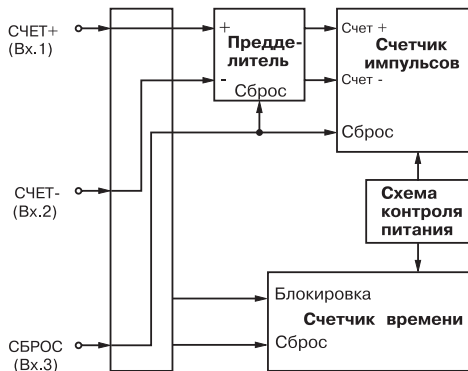 СЧЕТ+
(Вх.1)
+
Предде-
литель
-
Сброс
Счет +
Счетчик
импульсов
Счет -
Сброс
СЧЕТ-
(Вх.2)
Схема
контроля
питания
Блокировка
Счетчик времени
Сброс
СБРОС
(Вх.3)